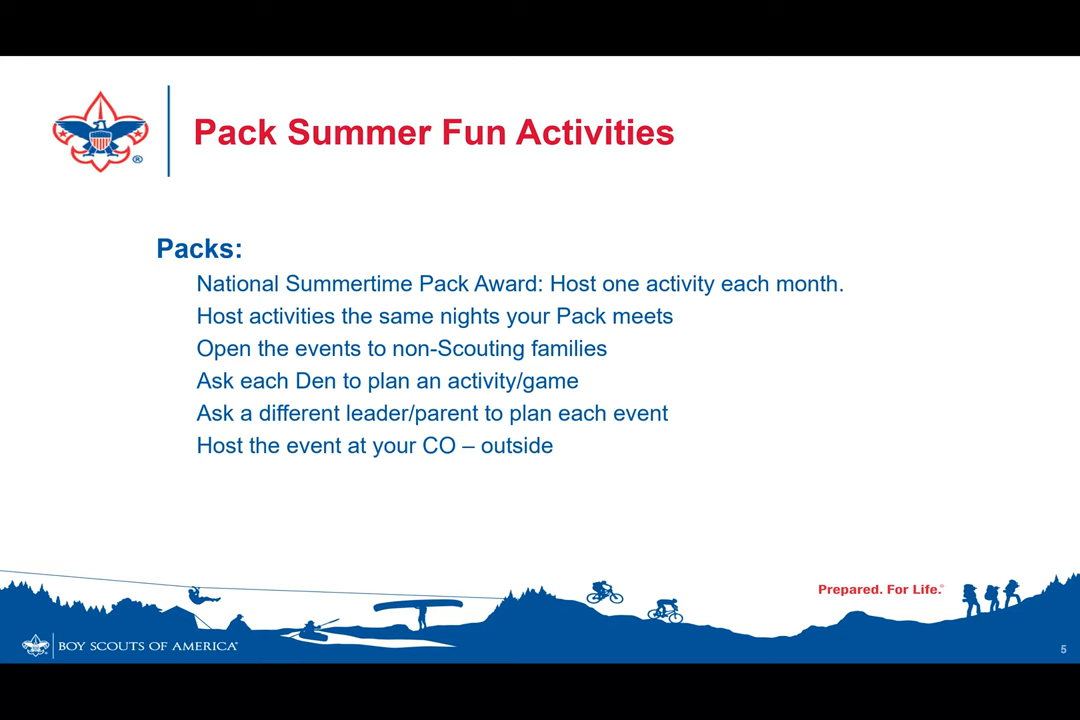 Pack Summer Fun Activities
Packs:
National Summertime Pack Award: Host one activity each month.
Host activities the same nights your Pack meets
Open the events to non-Scouting families
Ask each Den to plan an activity/game
Ask a different leader/parent to plan each event
Host the event at your CO – outside
Prepared. For Life.®
BOY SCOUTS OF AMERICA®
5